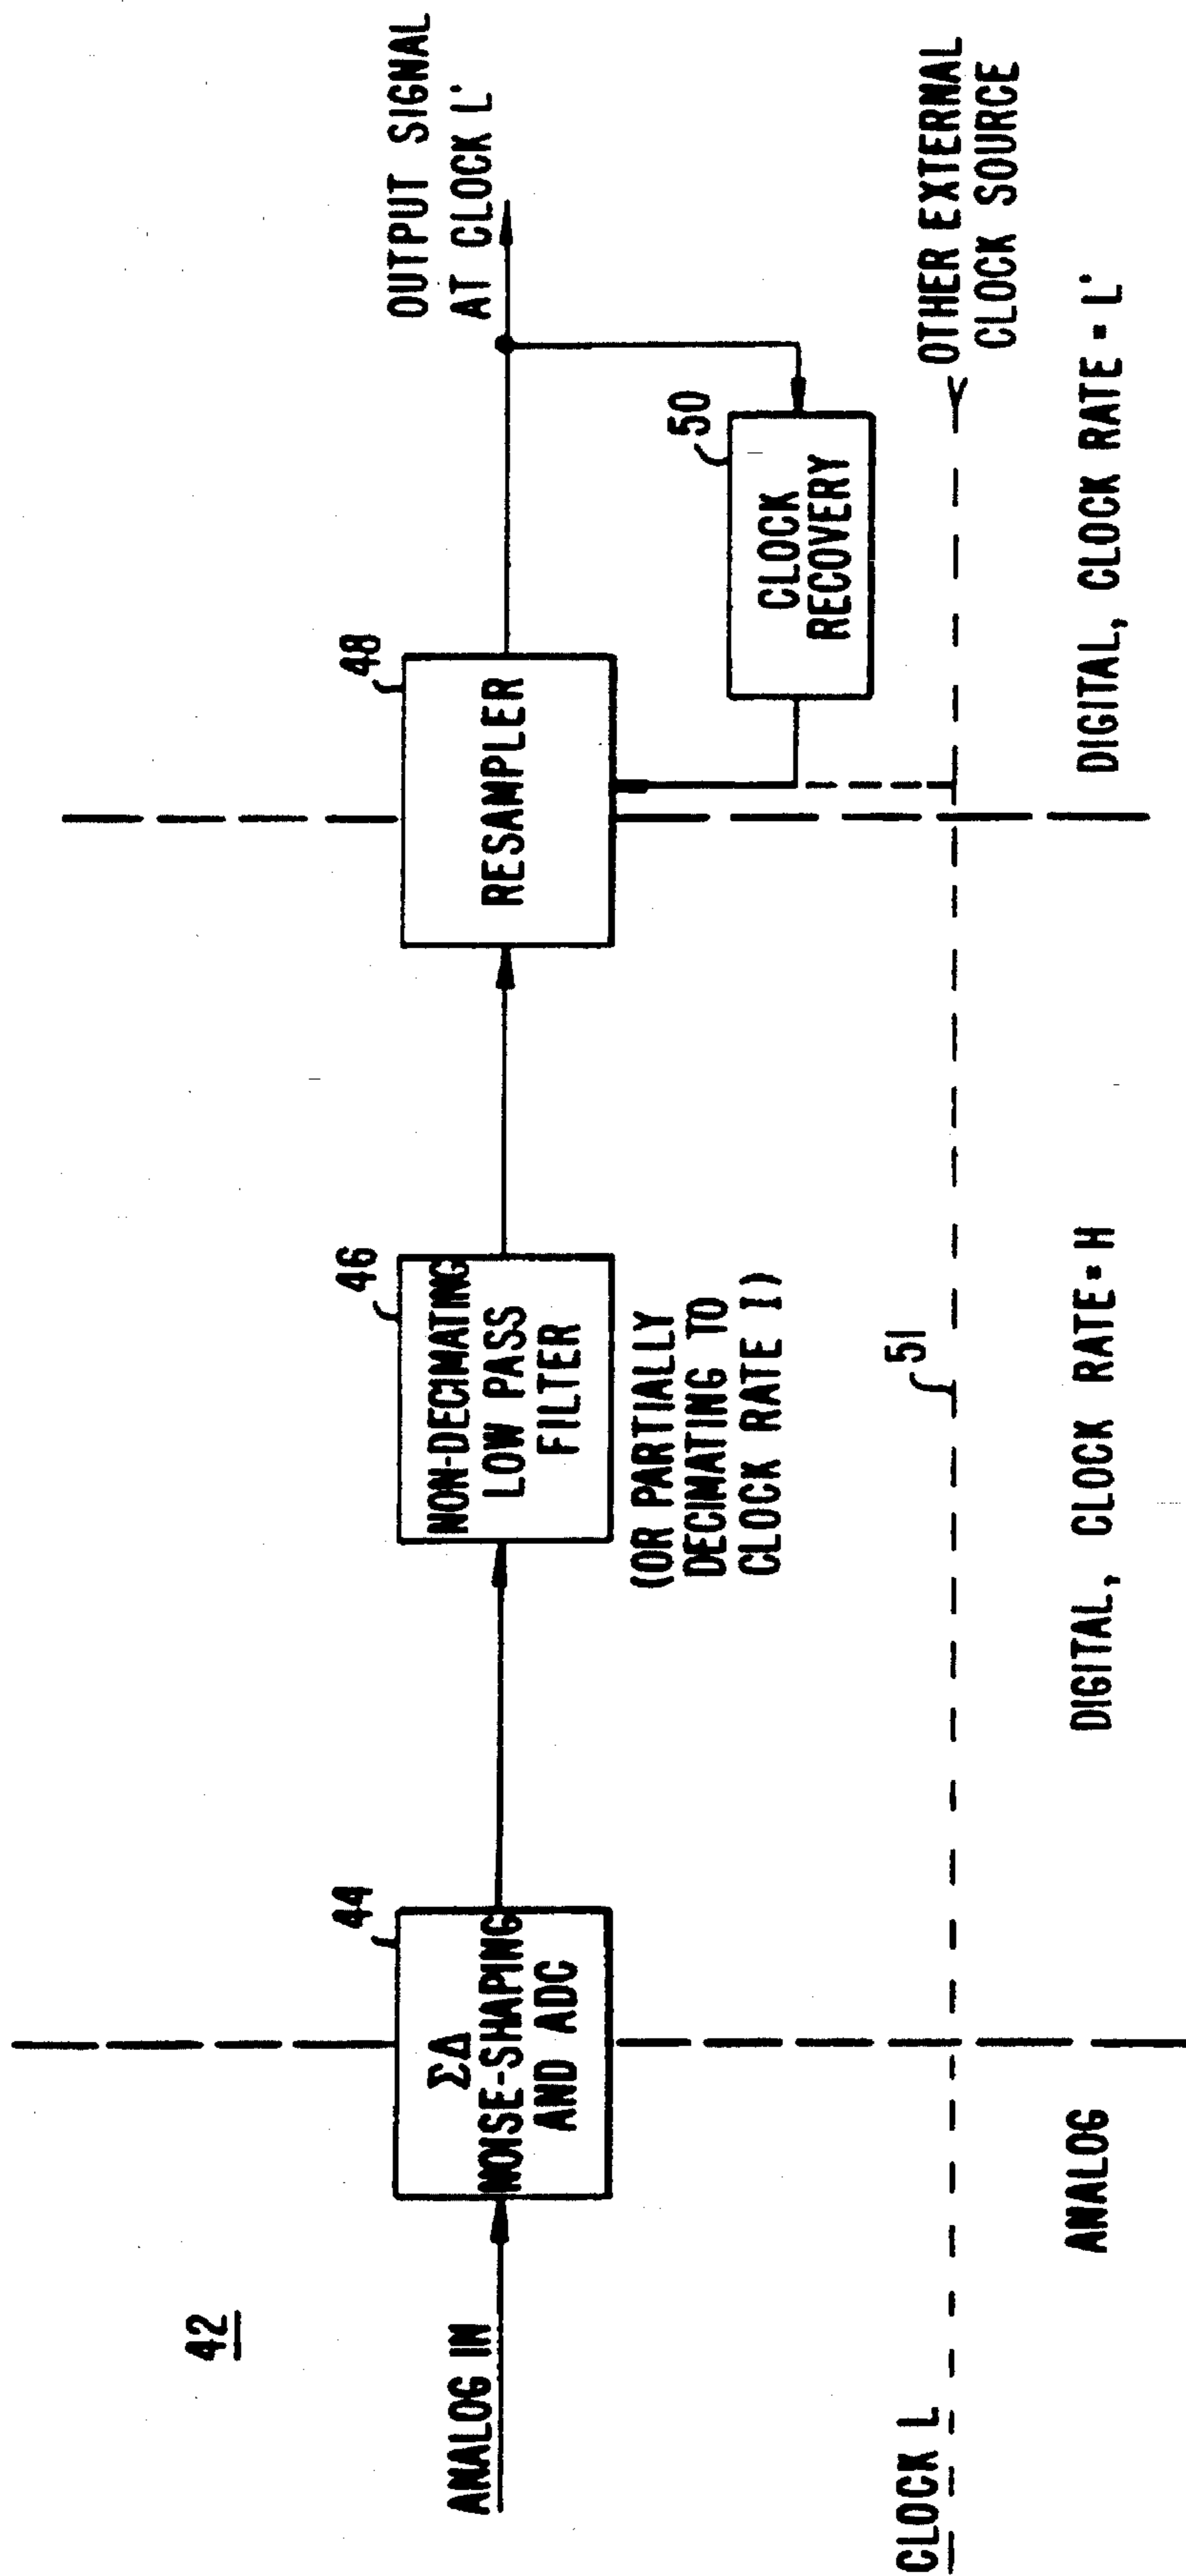 42
ANALOG IN
44
ΣΔ
NOISE-SHAPING
AND ADC
46
NON-DECIMATING
LOW PASS
FILTER
(OR PARTIALLY
DECIMATING TO
CLOCK RATE I)
48
RESAMPLER
OUTPUT SIGNAL
AT CLOCK L'
50
CLOCK
RECOVERY
CLOCK L
51
OTHER EXTERNAL
CLOCK SOURCE
ANALOG
DIGITAL, CLOCK RATE = H
DIGITAL, CLOCK RATE = L'